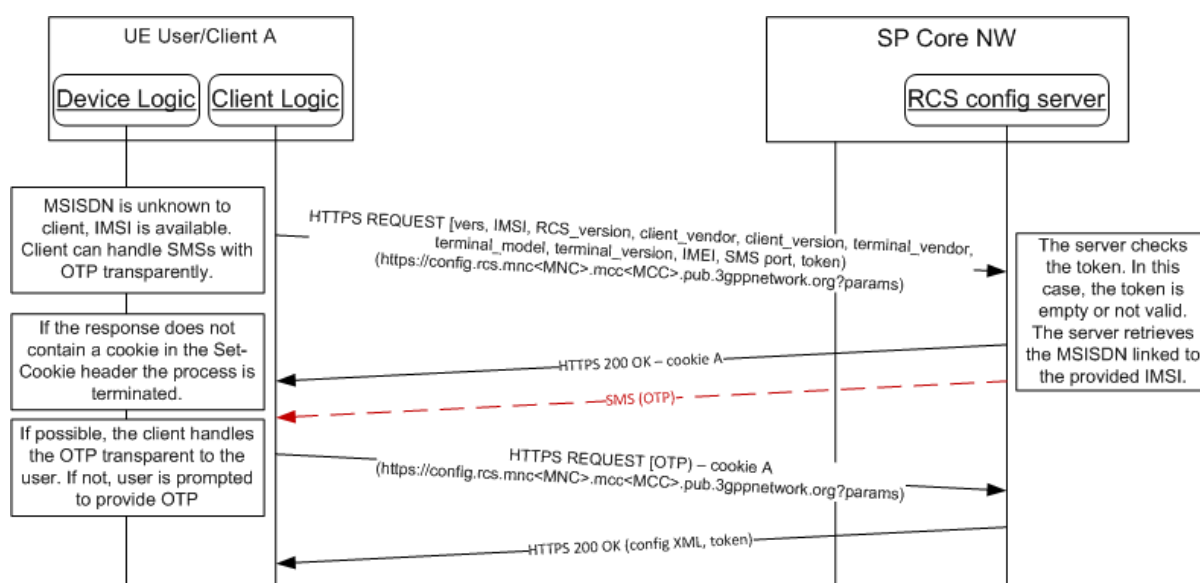 UE User/Client A
SP Core NW
Device Logic
Client Logic
RCS config server
MSISDN is unknown to
client, IMSI is available.
Client can handle SMSs with
OTP transparently.
HTTPS REQUEST [vers, IMSI, RCS_version, client_vendor, client_version, terminal_vendor,
terminal_model, terminal_version, IMEI, SMS port, token)
(https://config.rcs.mnc<MNC>.mcc<MCC>.pub.3gppnetwork.org?params)
The server checks
the token. In this
case, the token is
empty or not valid.
The server retrieves
the MSISDN linked to
the provided IMSI.
If the response does not
contain a cookie in the Set-
Cookie header the process is
terminated.
HTTPS 200 OK – cookie A
SMS (OTP)
If possible, the client handles
the OTP transparent to the
user. If not, user is prompted
to provide OTP
HTTPS REQUEST [OTP) – cookie A
(https://config.rcs.mnc<MNC>.mcc<MCC>.pub.3gppnetwork.org?params)
HTTPS 200 OK (config XML, token)